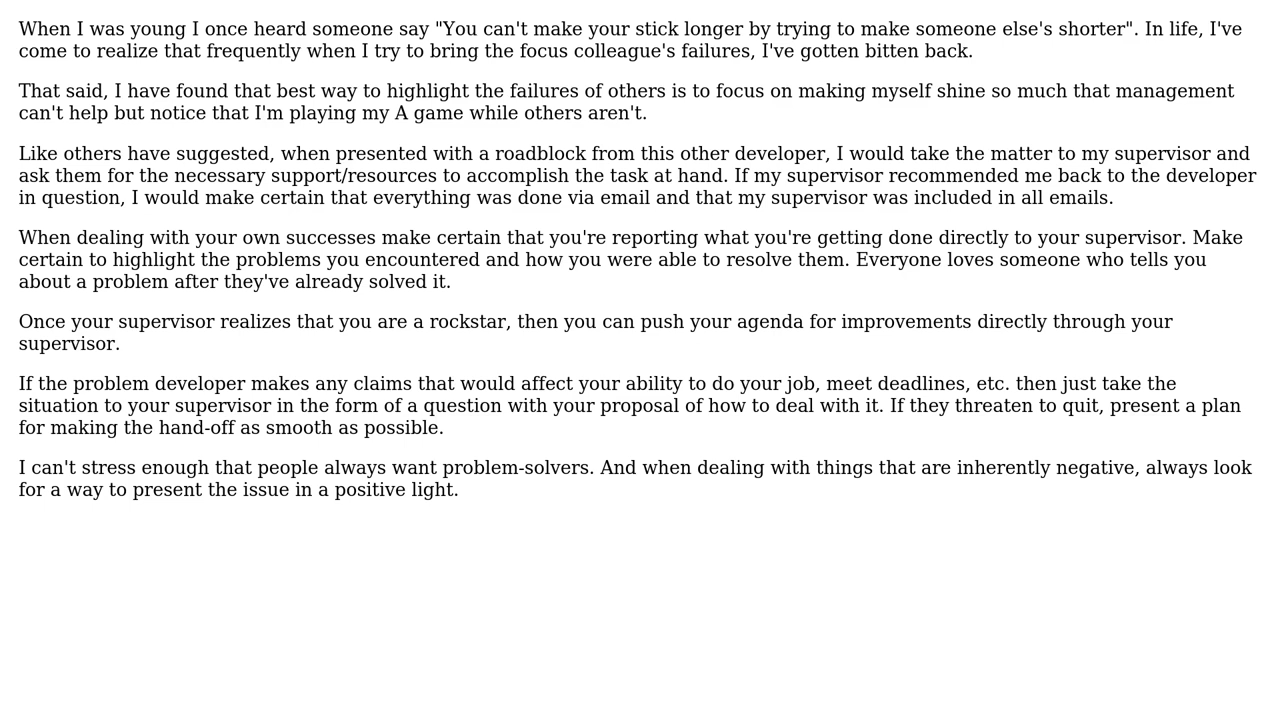 When I was young I once heard someone say "You can't make your stick longer by trying to make someone else's shorter". In life, I've
come to realize that frequently when I try to bring the focus colleague's failures, I've gotten bitten back.
That said, I have found that best way to highlight the failures of others is to focus on making myself shine so much that management
can't help but notice that I'm playing my A game while others aren't.
Like others have suggested, when presented with a roadblock from this other developer, I would take the matter to my supervisor and
ask them for the necessary support/resources to accomplish the task at hand. If my supervisor recommended me back to the developer
in question, I would make certain that everything was done via email and that my supervisor was included in all emails.
When dealing with your own successes make certain that you're reporting what you're getting done directly to your supervisor. Make
certain to highlight the problems you encountered and how you were able to resolve them. Everyone loves someone who tells you
about a problem after they've already solved it.
Once your supervisor realizes that you are a rockstar, then you can push your agenda for improvements directly through your
supervisor.
If the problem developer makes any claims that would affect your ability to do your job, meet deadlines, etc. then just take the
situation to your supervisor in the form of a question with your proposal of how to deal with it. If they threaten to quit, present a plan
for making the hand-off as smooth as possible.
I can't stress enough that people always want problem-solvers. And when dealing with things that are inherently negative, always look
for a way to present the issue in a positive light.